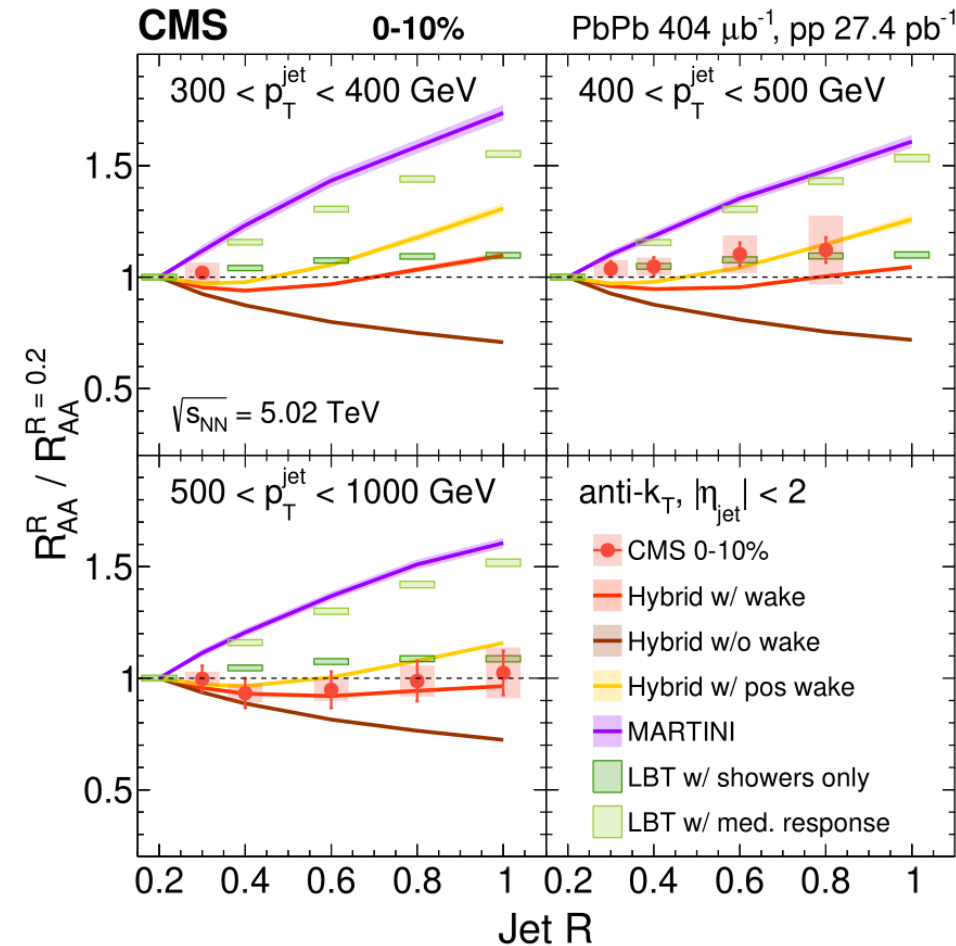 CMS 0-10% PbPb 404 μb⁻¹, pp 27.4 pb⁻¹
300 < p_T^jet < 400 GeV
400 < p_T^jet < 500 GeV
1.5
1
0.5
√s_NN = 5.02 TeV
R_AA^R / R_AA^R = 0.2
500 < p_T^jet < 1000 GeV
1.5
1
0.5
anti-k_T, |η_jet| < 2
CMS 0-10%
Hybrid w/ wake
Hybrid w/o wake
Hybrid w/ pos wake
MARTINI
LBT w/ showers only
LBT w/ med. response
0.2 0.4 0.6 0.8 1 0.2 0.4 0.6 0.8 1
Jet R